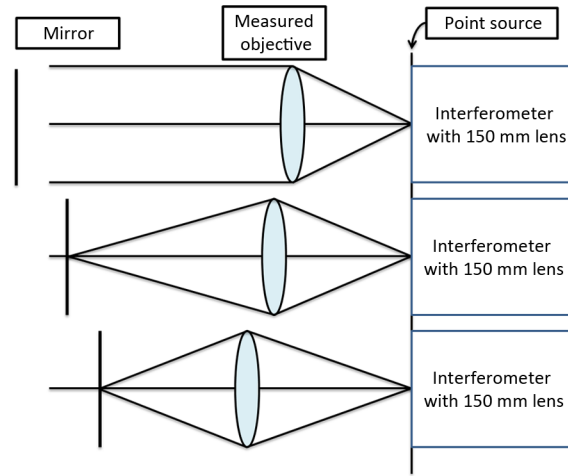 Mirror
Measured
objective
Point source
Interferometer
with 150 mm lens
Interferometer
with 150 mm lens
Interferometer
with 150 mm lens